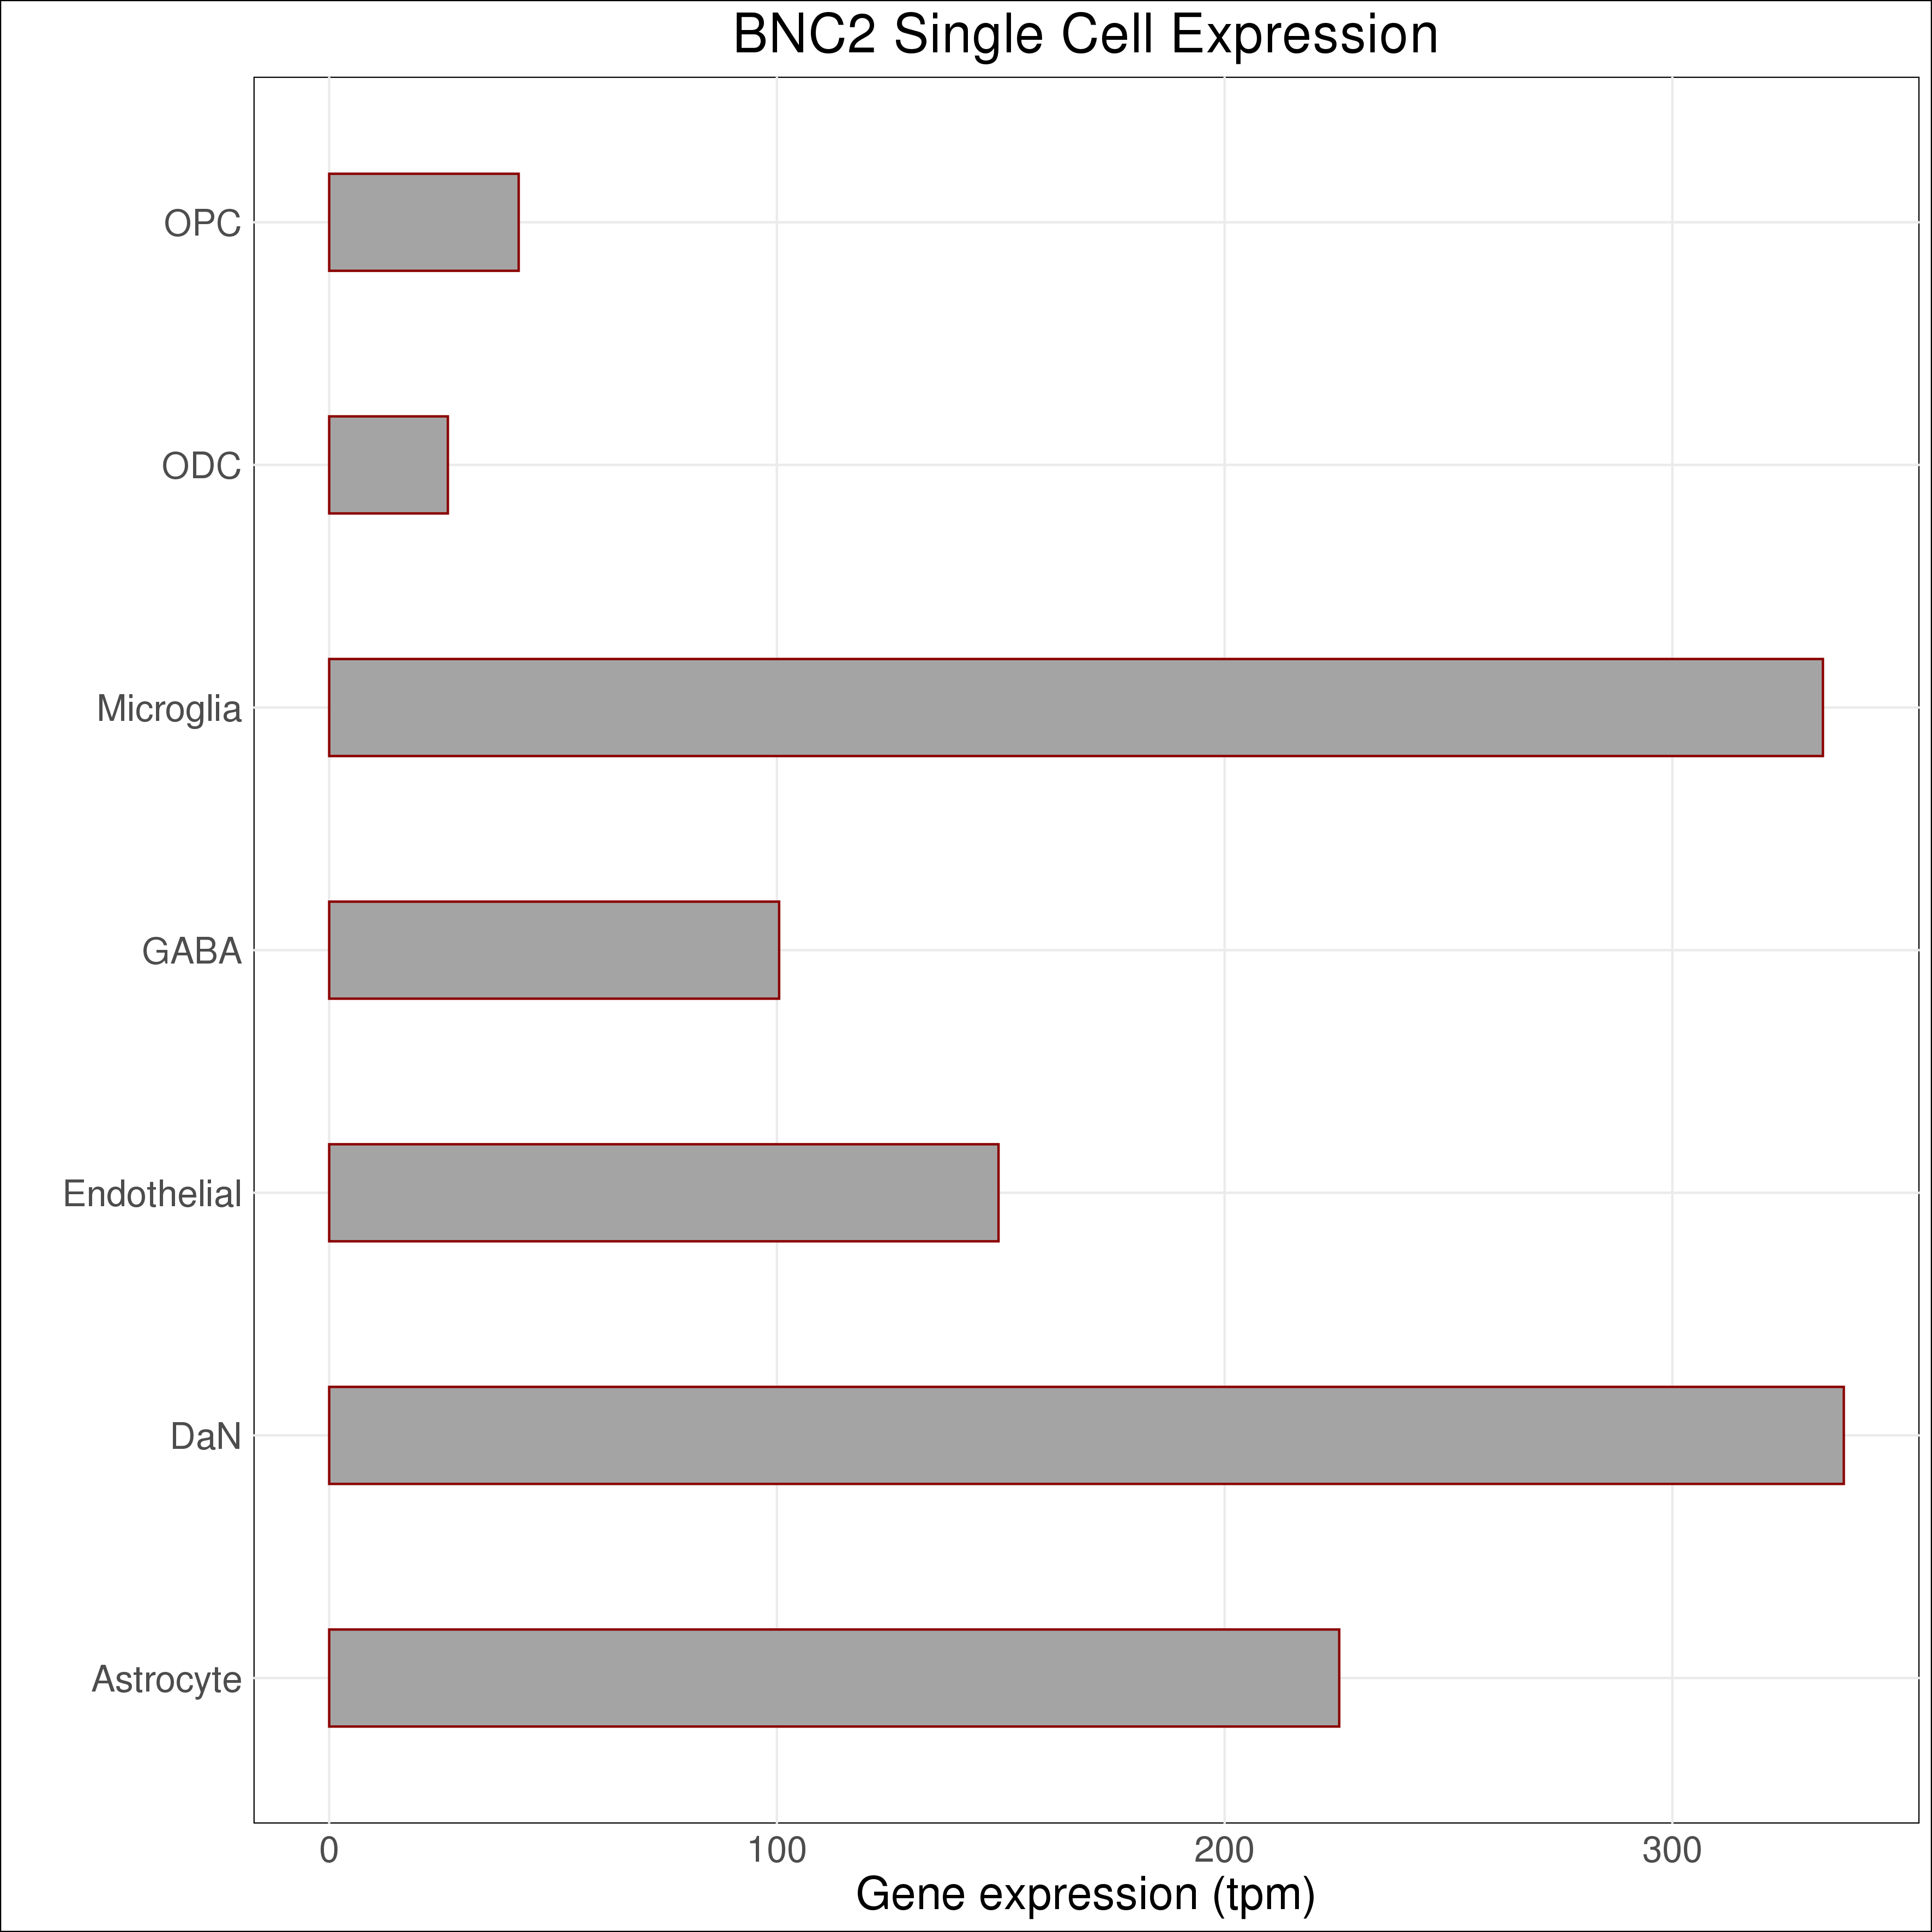 BNC2 Single Cell Expression
OPC
ODC
Microglia
GABA
Endothelial
DaN
Astrocyte
0 100 200 300
Gene expression (tpm)